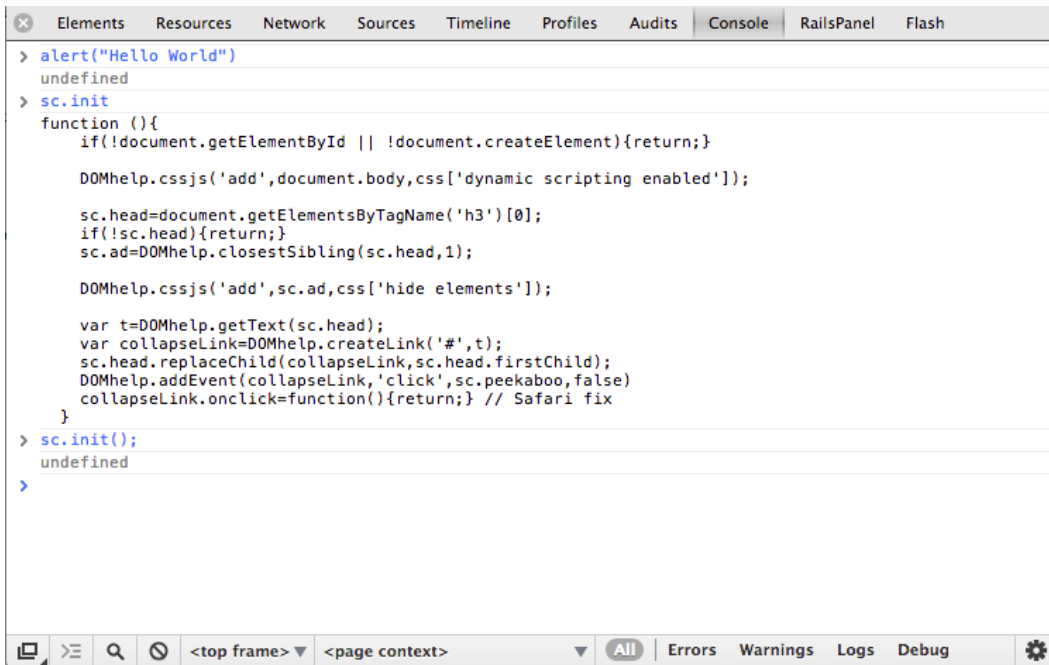 Elements Resources Network Sources Timeline Profiles Audits Console RailsPanel Flash
> alert("Hello World")
undefined
> sc.init
function (){
if(!document.getElementById || !document.createElement){return;}
DOMhelp.cssjs('add',document.body,css['dynamic scripting enabled']);
sc.head=document.getElementsByTagName('h3')[0];
if(!sc.head){return;}
sc.ad=DOMhelp.closestSibling(sc.head,1);
DOMhelp.cssjs('add',sc.ad,css['hide elements']);
var t=DOMhelp.getText(sc.head);
var collapseLink=DOMhelp.createLink('#',t);
sc.head.replaceChild(collapseLink,sc.head.firstChild);
DOMhelp.addEvent(collapseLink,'click',sc.peekaboo,false)
collapseLink.onclick=function(){return;} // Safari fix
}
> sc.init();
undefined
>
<top frame> <page context> All Errors Warnings Logs Debug